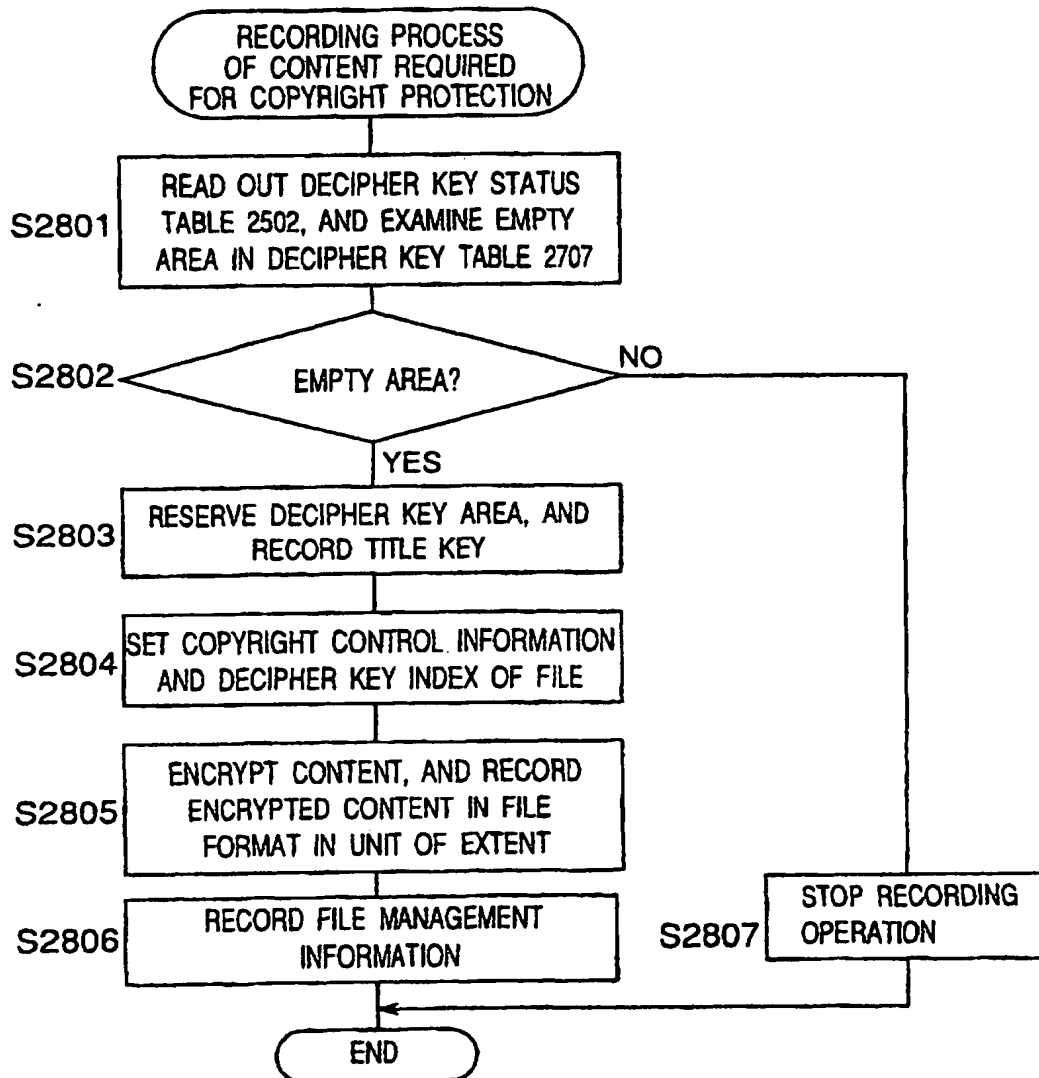 RECORDING PROCESS
OF CONTENT REQUIRED
FOR COPYRIGHT PROTECTION
S2801
READ OUT DECIPHER KEY STATUS
TABLE 2502, AND EXAMINE EMPTY
AREA IN DECIPHER KEY TABLE 2707
S2802
EMPTY AREA?
NO
YES
S2803
RESERVE DECIPHER KEY AREA, AND
RECORD TITLE KEY
S2804
SET COPYRIGHT CONTROL INFORMATION
AND DECIPHER KEY INDEX OF FILE
S2805
ENCRYPT CONTENT, AND RECORD
ENCRYPTED CONTENT IN FILE
FORMAT IN UNIT OF EXTENT
S2806
RECORD FILE MANAGEMENT
INFORMATION
S2807
STOP RECORDING
OPERATION
END